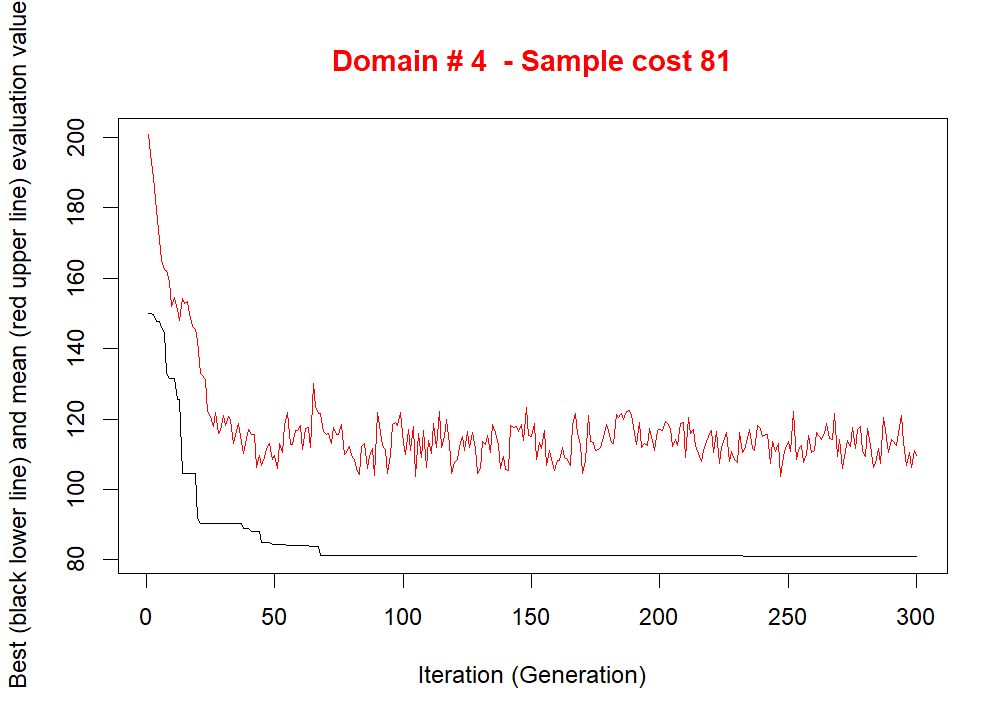 Domain # 4  - Sample cost 81
Best (black lower line) and mean (red upper line) evaluation value
200
180
160
140
120
100
80
0 50 100 150 200 250 300
Iteration (Generation)